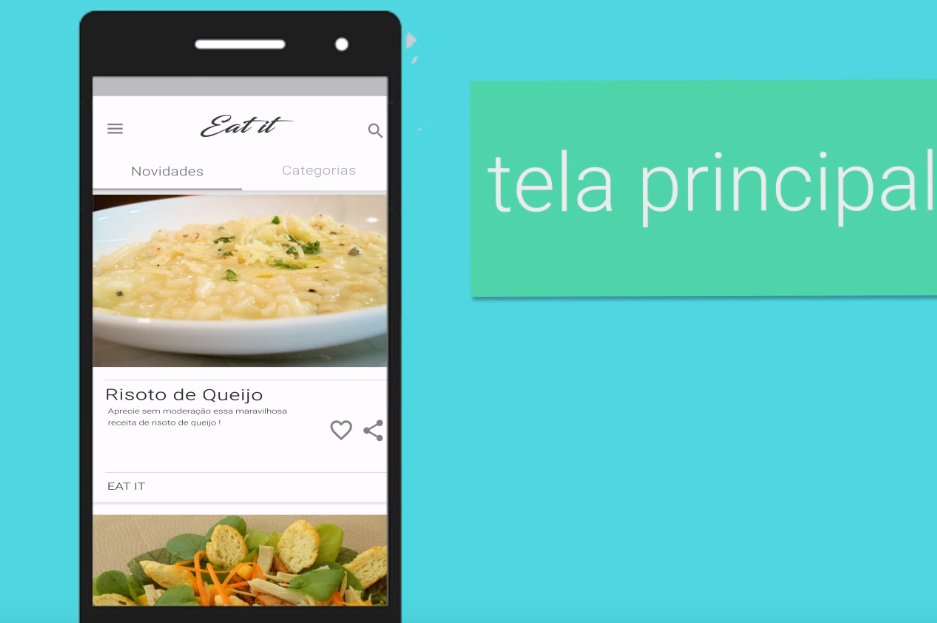 Eat it
Novidades
Categorias
Risoto de Queijo
Aprecie sem moderação essa maravilhosa
receita de risoto de queijo !
EAT IT
tela principal